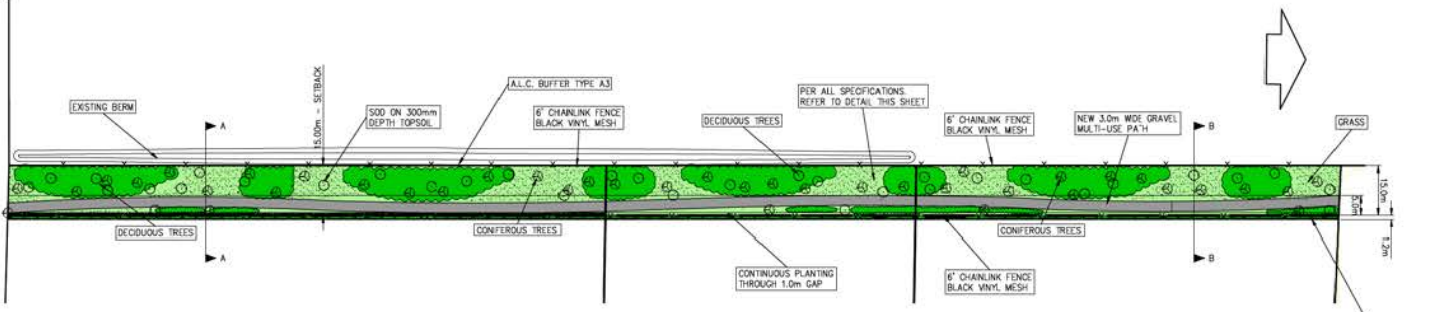 EXISTING BERM
A
15.00m - SETBACK
SOD ON 300mm
DEPTH TOPSOIL
A.L.C. BUFFER TYPE A3
6' CHAINLINK FENCE
BLACK VINYL MESH
DECIDUOUS TREES
PER ALL SPECIFICATIONS.
REFER TO DETAIL THIS SHEET
6' CHAINLINK FENCE
BLACK VINYL MESH
NEW 3.0m WIDE GRAVEL
MULTI-USE PATH
B
GRASS
15.0m
6.0m
1.2m
DECIDUOUS TREES
CONIFEROUS TREES
CONIFEROUS TREES
A
CONTINUOUS PLANTING
THROUGH 1.0m GAP
6' CHAINLINK FENCE
BLACK VINYL MESH
B